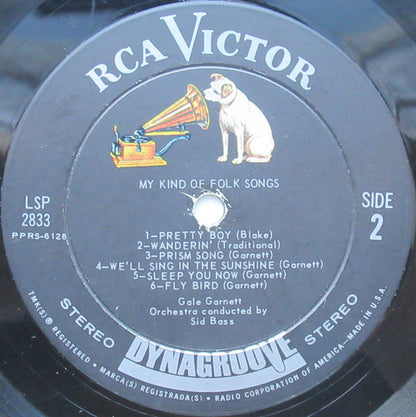 RCA VICTOR
MY KIND OF FOLK SONGS
LSP
2833
PPRS-6128
SIDE
2
1-PRETTY BOY (Blake)
2-WANDERIN' (Traditional)
3-PRISM SONG (Garnett)
4-WE'LL SING IN THE SUNSHINE (Garnett)
5-SLEEP YOU NOW (Garnett)
6-FLY BIRD (Garnett)
Gale Garnett
Orchestra conducted by
Sid Bass
STEREO DYNAGROOVE STEREO
TMK(S) ® REGISTERED • MARCA(S) REGISTRADA(S) • RADIO CORPORATION OF AMERICA—MADE IN U.S.A.